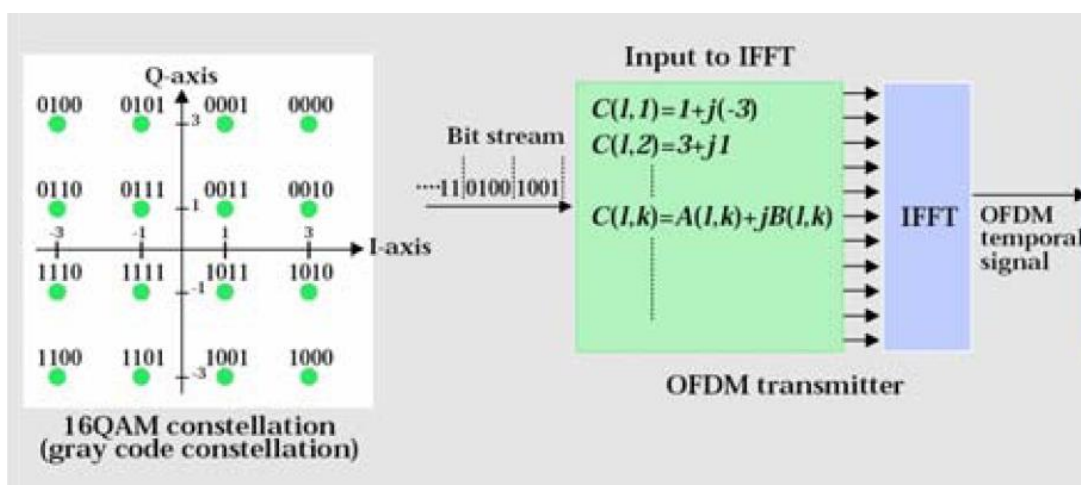 Q-axis
0100 0101 0001 0000
3
0110 0111 0011 0010
1
-3 -1 1 3
I-axis
1110 1111 1011 1010
-1
1100 1101 1001 1000
-3
16QAM constellation
(gray code constellation)
Bit stream
····11 0100 1001
Input to IFFT
C(l,1)=1+j(-3)
C(l,2)=3+j1
C(l,k)=A(l,k)+jB(l,k)
OFDM transmitter
IFFT
OFDM
temporal
signal